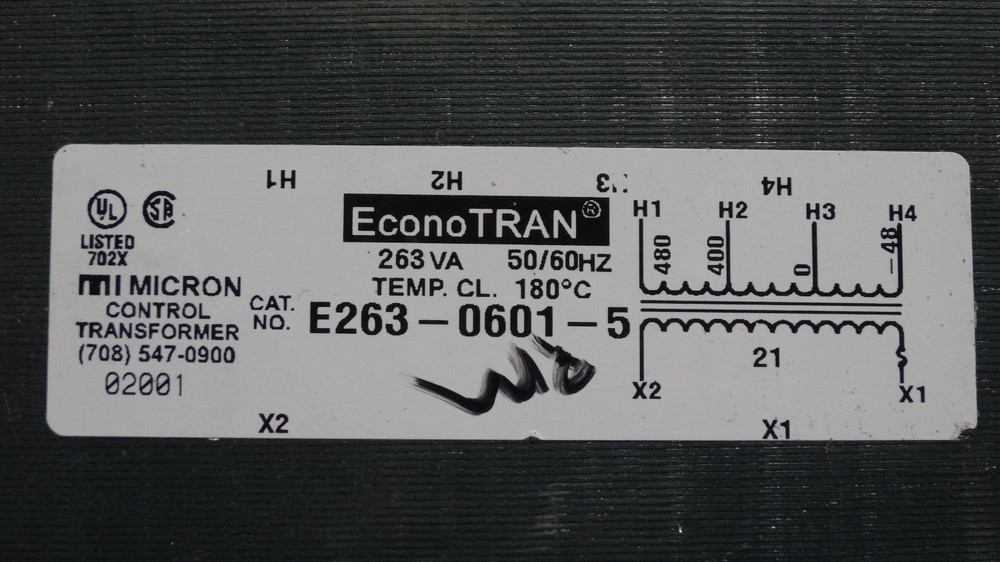 H1 H2 H4
UL SA
LISTED
702X
MICRON
CONTROL
TRANSFORMER
(708) 547-0900
02001
EconoTRAN®
263 VA 50/60HZ
TEMP. CL. 180°C
CAT.
NO. E263-0601-5
H1 H2 H3 H4
480 400 0 -48
21
X2 X1
X2 X1